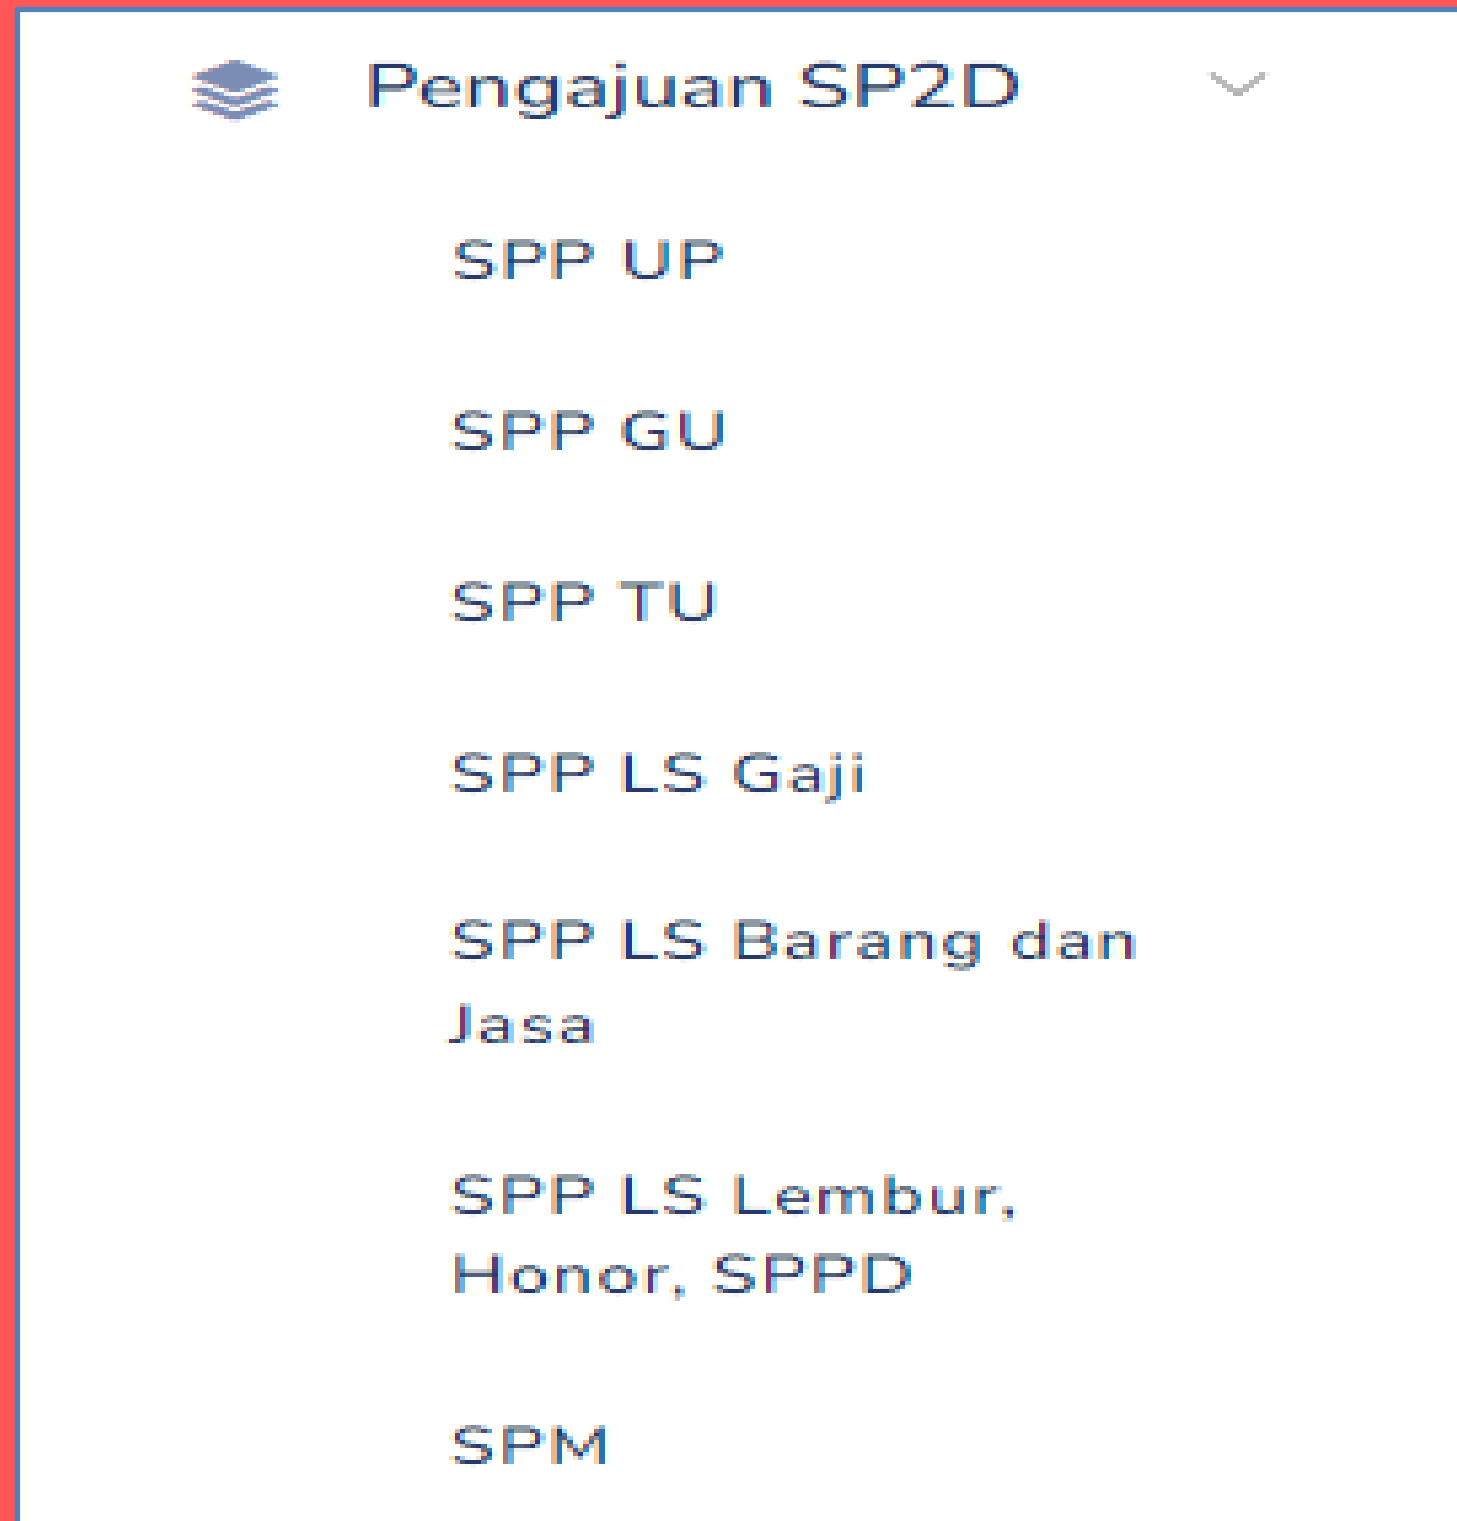 Pengajuan SP2D
SPP UP
SPP GU
SPP TU
SPP LS Gaji
SPP LS Barang dan
Jasa
SPP LS Lembur,
Honor, SPPD
SPM